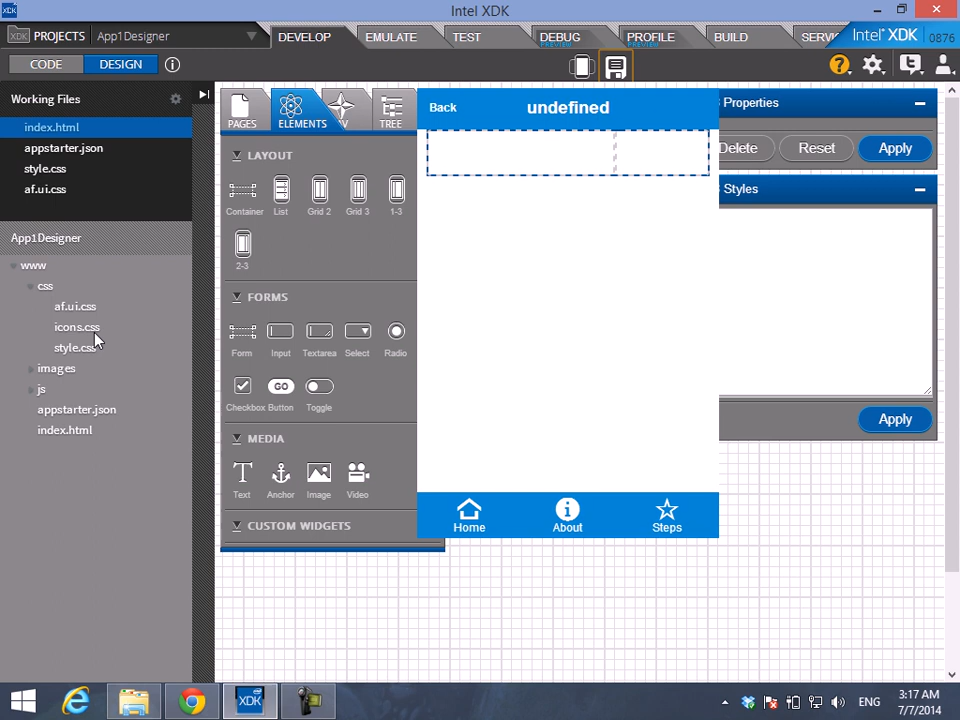 Intel XDK
XDK PROJECTS App1Designer DEVELOP EMULATE TEST DEBUG PREVIEW PROFILE PREVIEW BUILD Intel XDK 0876
CODE DESIGN
Working Files
index.html
appstarter.json
style.css
af.ui.css
App1Designer
www
css
af.ui.css
icons.css
style.css
images
js
appstarter.json
index.html
PAGES ELEMENTS TREE
LAYOUT
Container List Grid 2 Grid 3 1-3
2-3
FORMS
Form Input Textarea Select Radio
GO
Checkbox Button Toggle
MEDIA
Text Anchor Image Video
CUSTOM WIDGETS
Back undefined
Home About Steps
Properties
Delete Reset Apply
Styles
Apply
XDK
ENG
3:17 AM
7/7/2014